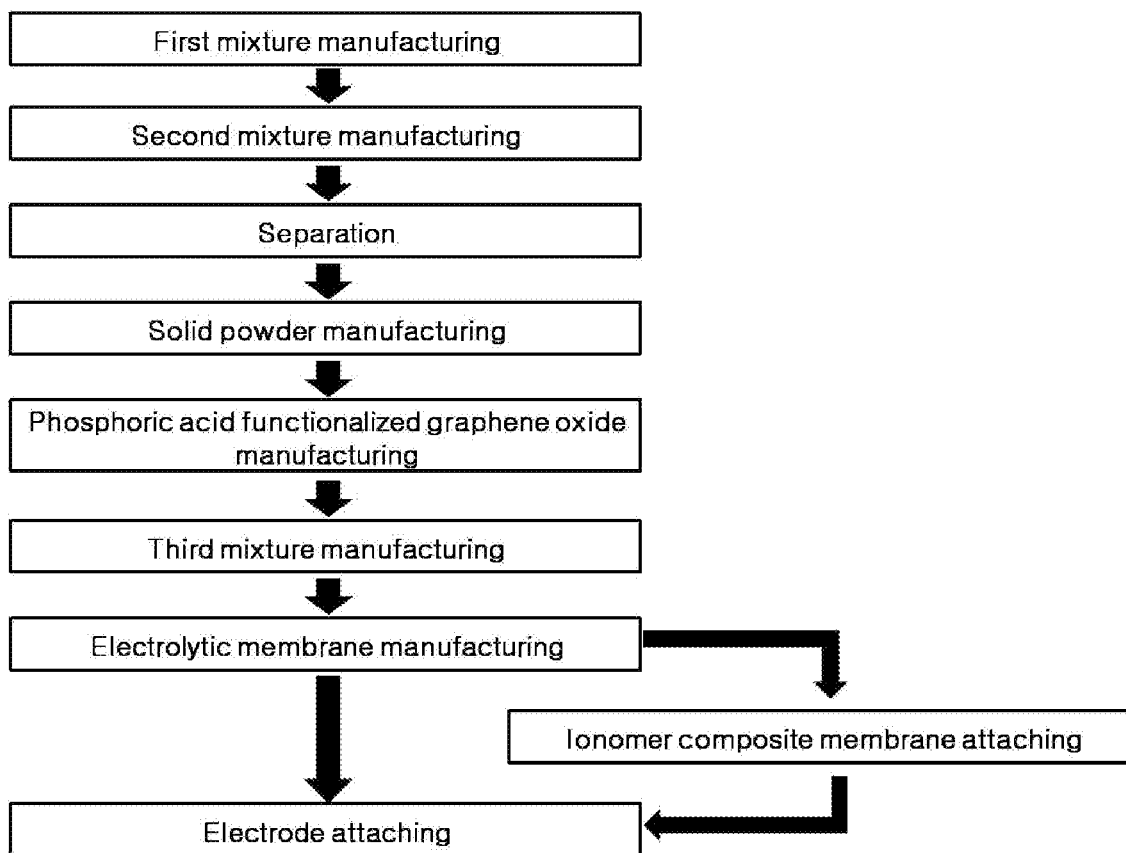 First mixture manufacturing
Second mixture manufacturing
Separation
Solid powder manufacturing
Phosphoric acid functionalized graphene oxide
manufacturing
Third mixture manufacturing
Electrolytic membrane manufacturing
Ionomer composite membrane attaching
Electrode attaching